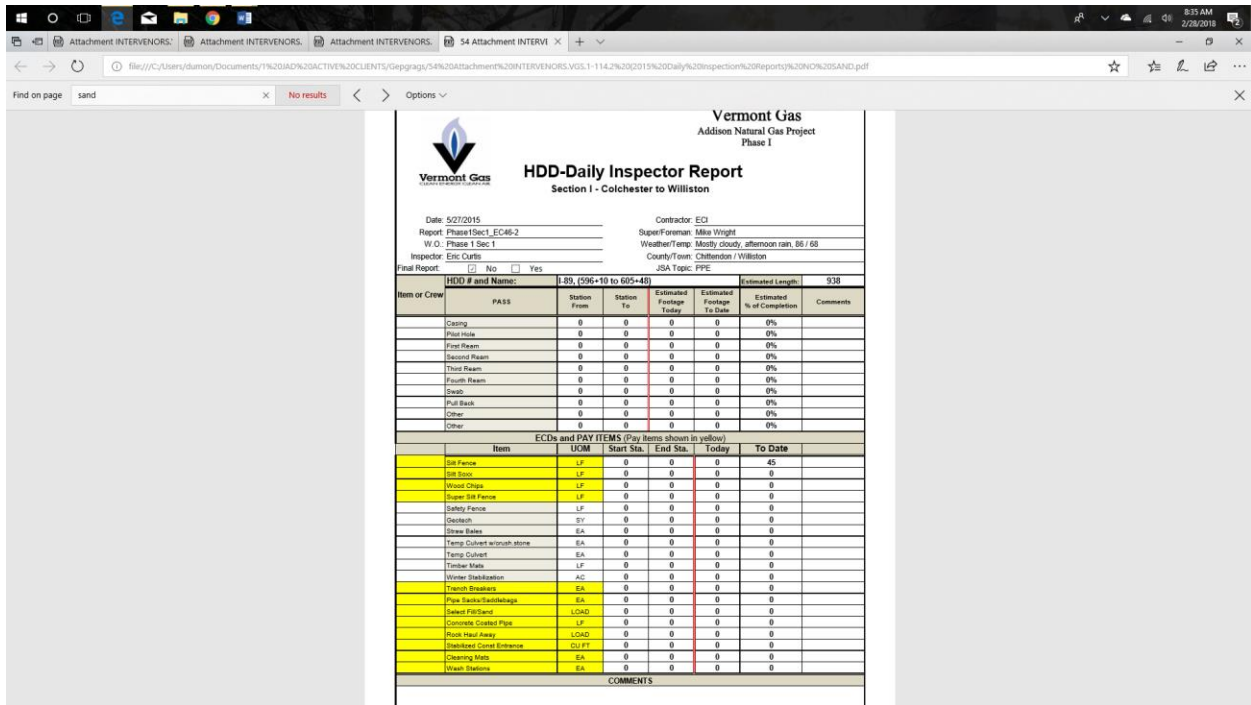 8:35 AM
2/28/2018
Attachment INTERVENORS.
Attachment INTERVENORS.
Attachment INTERVENORS.
54 Attachment INTERVE
file:///C:/Users/dumon/Documents/1%20JAD%20ACTIVE%20CLIENTS/Gepgrags/54%20Attachment%20INTERVENORS.VGS.1-114.2%20(2015%20Daily%20Inspection%20Reports)%20NO%20SAND.pdf
Find on page sand No results Options
Vermont Gas
Addison Natural Gas Project
Phase I
Vermont Gas
HDD-Daily Inspector Report
Section I - Colchester to Williston
Date: 5/27/2015 Contractor: ECI
Report: Phase1Sec1_EC46-2 Super/Foreman: Mike Wright
W.O.: Phase 1 Sec 1 Weather/Temp: Mostly cloudy, afternoon rain, 86 / 68
Inspector: Eric Curtis County/Town: Chittendon / Williston
Final Report: No Yes JSA Topic: PPE
HDD # and Name: I-89, (596+10 to 605+48) Estimated Length: 938
Item or Crew PASS Station From Station To Estimated Footage Today Estimated Footage To Date Estimated % of Completion Comments
Casing 0 0 0 0 0%
Pilot Hole 0 0 0 0 0%
First Ream 0 0 0 0 0%
Second Ream 0 0 0 0 0%
Third Ream 0 0 0 0 0%
Fourth Ream 0 0 0 0 0%
Swab 0 0 0 0 0%
Pull Back 0 0 0 0 0%
Other 0 0 0 0 0%
Other 0 0 0 0 0%
ECDs and PAY ITEMS (Pay items shown in yellow)
Item UOM Start Sta. End Sta. Today To Date
Silt Fence LF 0 0 0 45
Silt Soxx LF 0 0 0 0
Wood Chips LF 0 0 0 0
Super Silt Fence LF 0 0 0 0
Safety Fence LF 0 0 0 0
Geotech SY 0 0 0 0
Straw Bales EA 0 0 0 0
Temp Culvert w/crush.stone EA 0 0 0 0
Temp Culvert EA 0 0 0 0
Timber Mats LF 0 0 0 0
Winter Stabilization AC 0 0 0 0
Trench Breakers EA 0 0 0 0
Pipe Sacks/Saddlebags EA 0 0 0 0
Select Fill/Sand LOAD 0 0 0 0
Concrete Coated Pipe LF 0 0 0 0
Rock Haul Away LOAD 0 0 0 0
Stabilized Const Entrence CU FT 0 0 0 0
Cleaning Mats EA 0 0 0 0
Wash Stations EA 0 0 0 0
COMMENTS